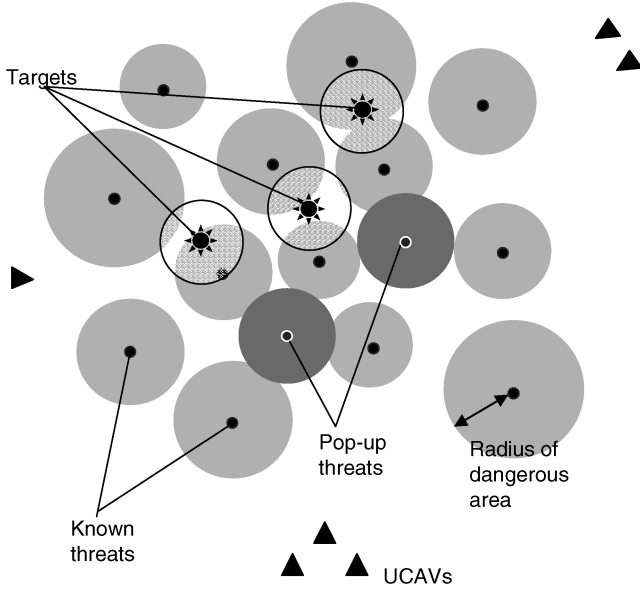 Targets
Pop-up
threats
Radius of
dangerous
area
Known
threats
UCAVs